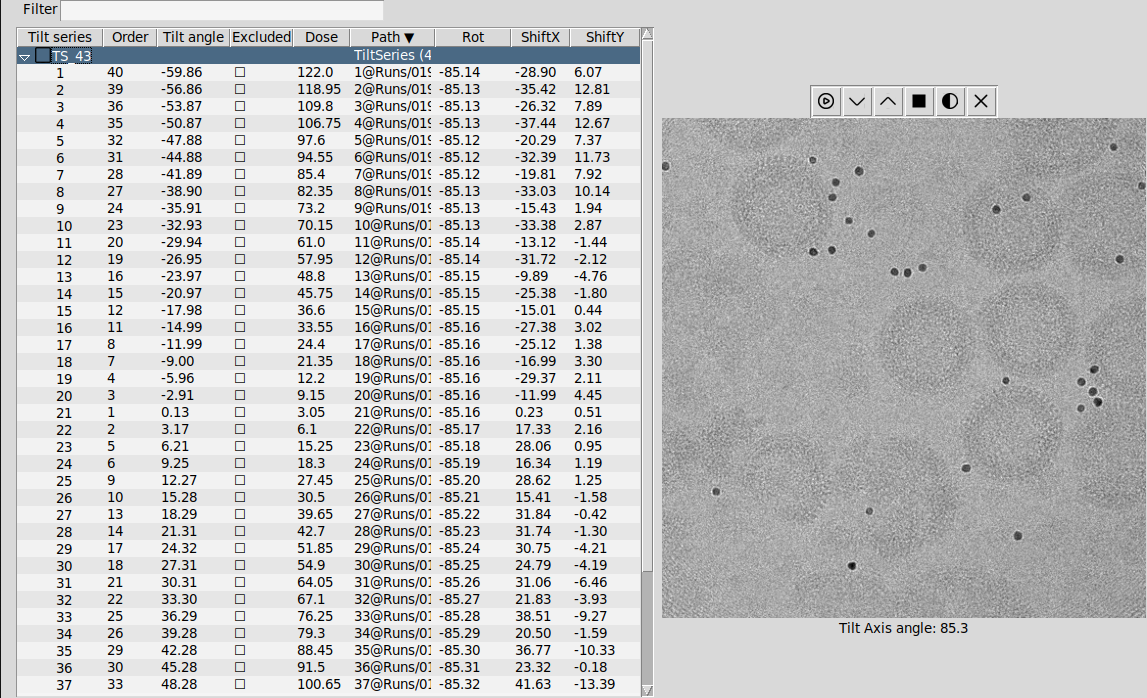 Filter
Tilt series Order Tilt angle Excluded Dose Path ▼ Rot ShiftX ShiftY
TS_43 TiltSeries (4
1 40 -59.86 ☐ 122.0 1@Runs/019 -85.14 -28.90 6.07
2 39 -56.86 ☐ 118.95 2@Runs/019 -85.13 -35.42 12.81
3 36 -53.87 ☐ 109.8 3@Runs/019 -85.13 -26.32 7.89
4 35 -50.87 ☐ 106.75 4@Runs/019 -85.13 -37.44 12.67
5 32 -47.88 ☐ 97.6 5@Runs/019 -85.12 -20.29 7.37
6 31 -44.88 ☐ 94.55 6@Runs/019 -85.12 -32.39 11.73
7 28 -41.89 ☐ 85.4 7@Runs/019 -85.12 -19.81 7.92
8 27 -38.90 ☐ 82.35 8@Runs/019 -85.13 -33.03 10.14
9 24 -35.91 ☐ 73.2 9@Runs/019 -85.13 -15.43 1.94
10 23 -32.93 ☐ 70.15 10@Runs/01 -85.13 -33.38 2.87
11 20 -29.94 ☐ 61.0 11@Runs/01 -85.14 -13.12 -1.44
12 19 -26.95 ☐ 57.95 12@Runs/01 -85.14 -31.72 -2.12
13 16 -23.97 ☐ 48.8 13@Runs/01 -85.15 -9.89 -4.76
14 15 -20.97 ☐ 45.75 14@Runs/01 -85.15 -25.38 -1.80
15 12 -17.98 ☐ 36.6 15@Runs/01 -85.15 -15.01 0.44
16 11 -14.99 ☐ 33.55 16@Runs/01 -85.16 -27.38 3.02
17 8 -11.99 ☐ 24.4 17@Runs/01 -85.16 -25.12 1.38
18 7 -9.00 ☐ 21.35 18@Runs/01 -85.16 -16.99 3.30
19 4 -5.96 ☐ 12.2 19@Runs/01 -85.16 -29.37 2.11
20 3 -2.91 ☐ 9.15 20@Runs/01 -85.16 -11.99 4.45
21 1 0.13 ☐ 3.05 21@Runs/01 -85.16 0.23 0.51
22 2 3.17 ☐ 6.1 22@Runs/01 -85.17 17.33 2.16
23 5 6.21 ☐ 15.25 23@Runs/01 -85.18 28.06 0.95
24 6 9.25 ☐ 18.3 24@Runs/01 -85.19 16.34 1.19
25 9 12.27 ☐ 27.45 25@Runs/01 -85.20 28.62 1.25
26 10 15.28 ☐ 30.5 26@Runs/01 -85.21 15.41 -1.58
27 13 18.29 ☐ 39.65 27@Runs/01 -85.22 31.84 -0.42
28 14 21.31 ☐ 42.7 28@Runs/01 -85.23 31.74 -1.30
29 17 24.32 ☐ 51.85 29@Runs/01 -85.24 30.75 -4.21
30 18 27.31 ☐ 54.9 30@Runs/01 -85.25 24.79 -4.19
31 21 30.31 ☐ 64.05 31@Runs/01 -85.26 31.06 -6.46
32 22 33.30 ☐ 67.1 32@Runs/01 -85.27 21.83 -3.93
33 25 36.29 ☐ 76.25 33@Runs/01 -85.28 38.51 -9.27
34 26 39.28 ☐ 79.3 34@Runs/01 -85.29 20.50 -1.59
35 29 42.28 ☐ 88.45 35@Runs/01 -85.30 36.77 -10.33
36 30 45.28 ☐ 91.5 36@Runs/01 -85.31 23.32 -0.18
37 33 48.28 ☐ 100.65 37@Runs/01 -85.32 41.63 -13.39
Tilt Axis angle: 85.3